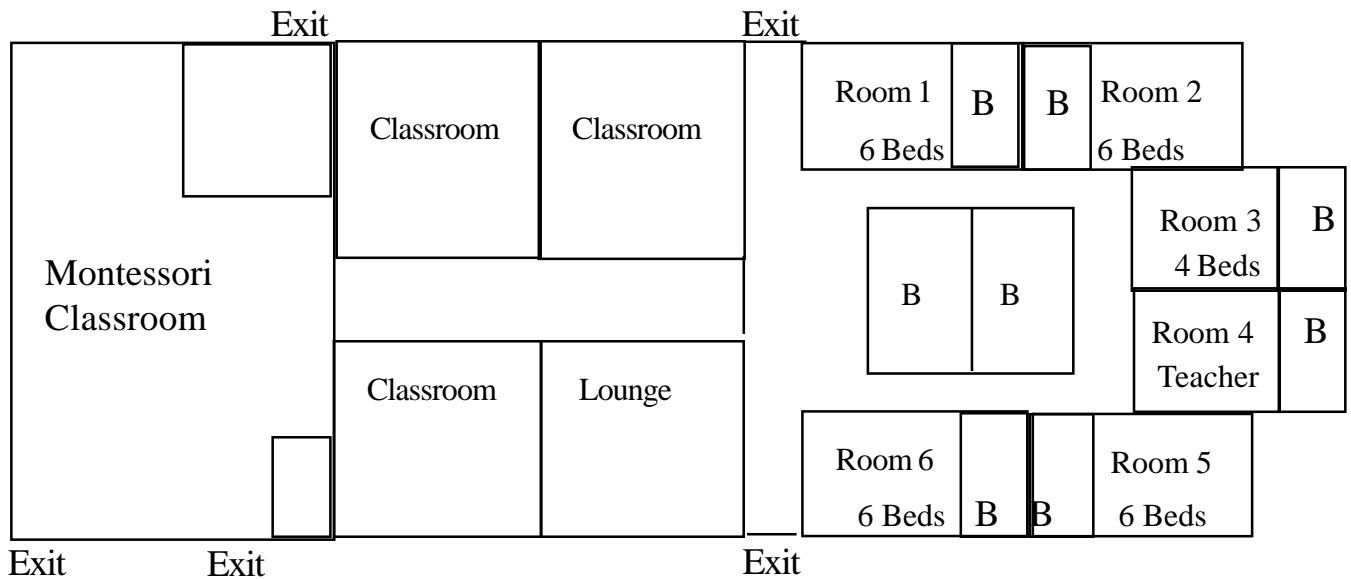 Exit
Exit
Room 1
6 Beds
B
B
Room 2
6 Beds
Classroom
Classroom
Room 3
4 Beds
B
Montessori
Classroom
B
B
Room 4
Teacher
B
Classroom
Lounge
Room 6
6 Beds
B
B
Room 5
6 Beds
Exit
Exit
Exit